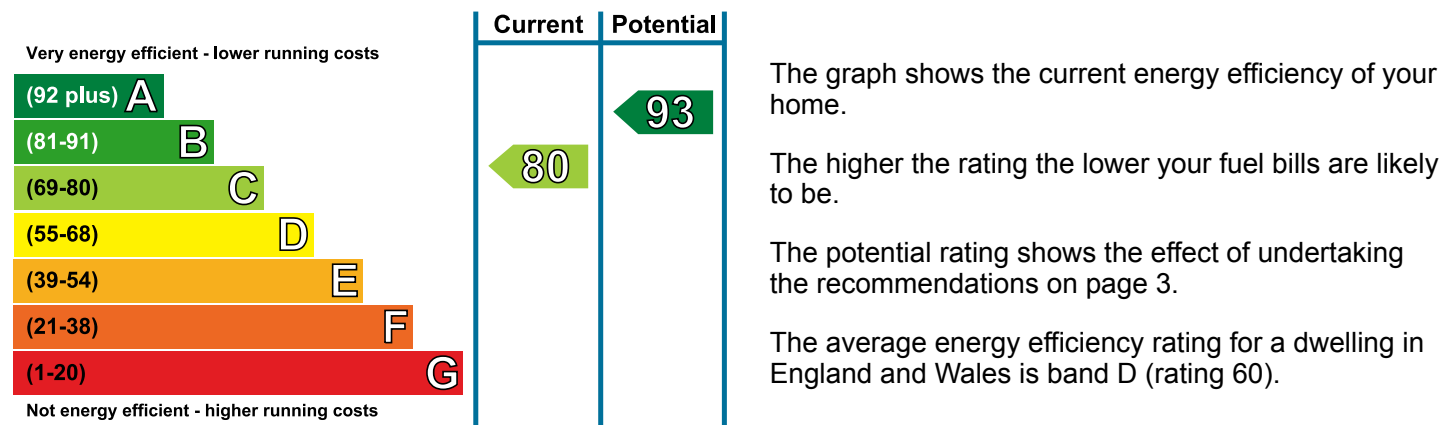 Current Potential
Very energy efficient - lower running costs
(92 plus) A
93
(81-91) B
80
(69-80) C
(55-68) D
(39-54) E
(21-38) F
(1-20) G
Not energy efficient - higher running costs
The graph shows the current energy efficiency of your
home.
The higher the rating the lower your fuel bills are likely
to be.
The potential rating shows the effect of undertaking
the recommendations on page 3.
The average energy efficiency rating for a dwelling in
England and Wales is band D (rating 60).